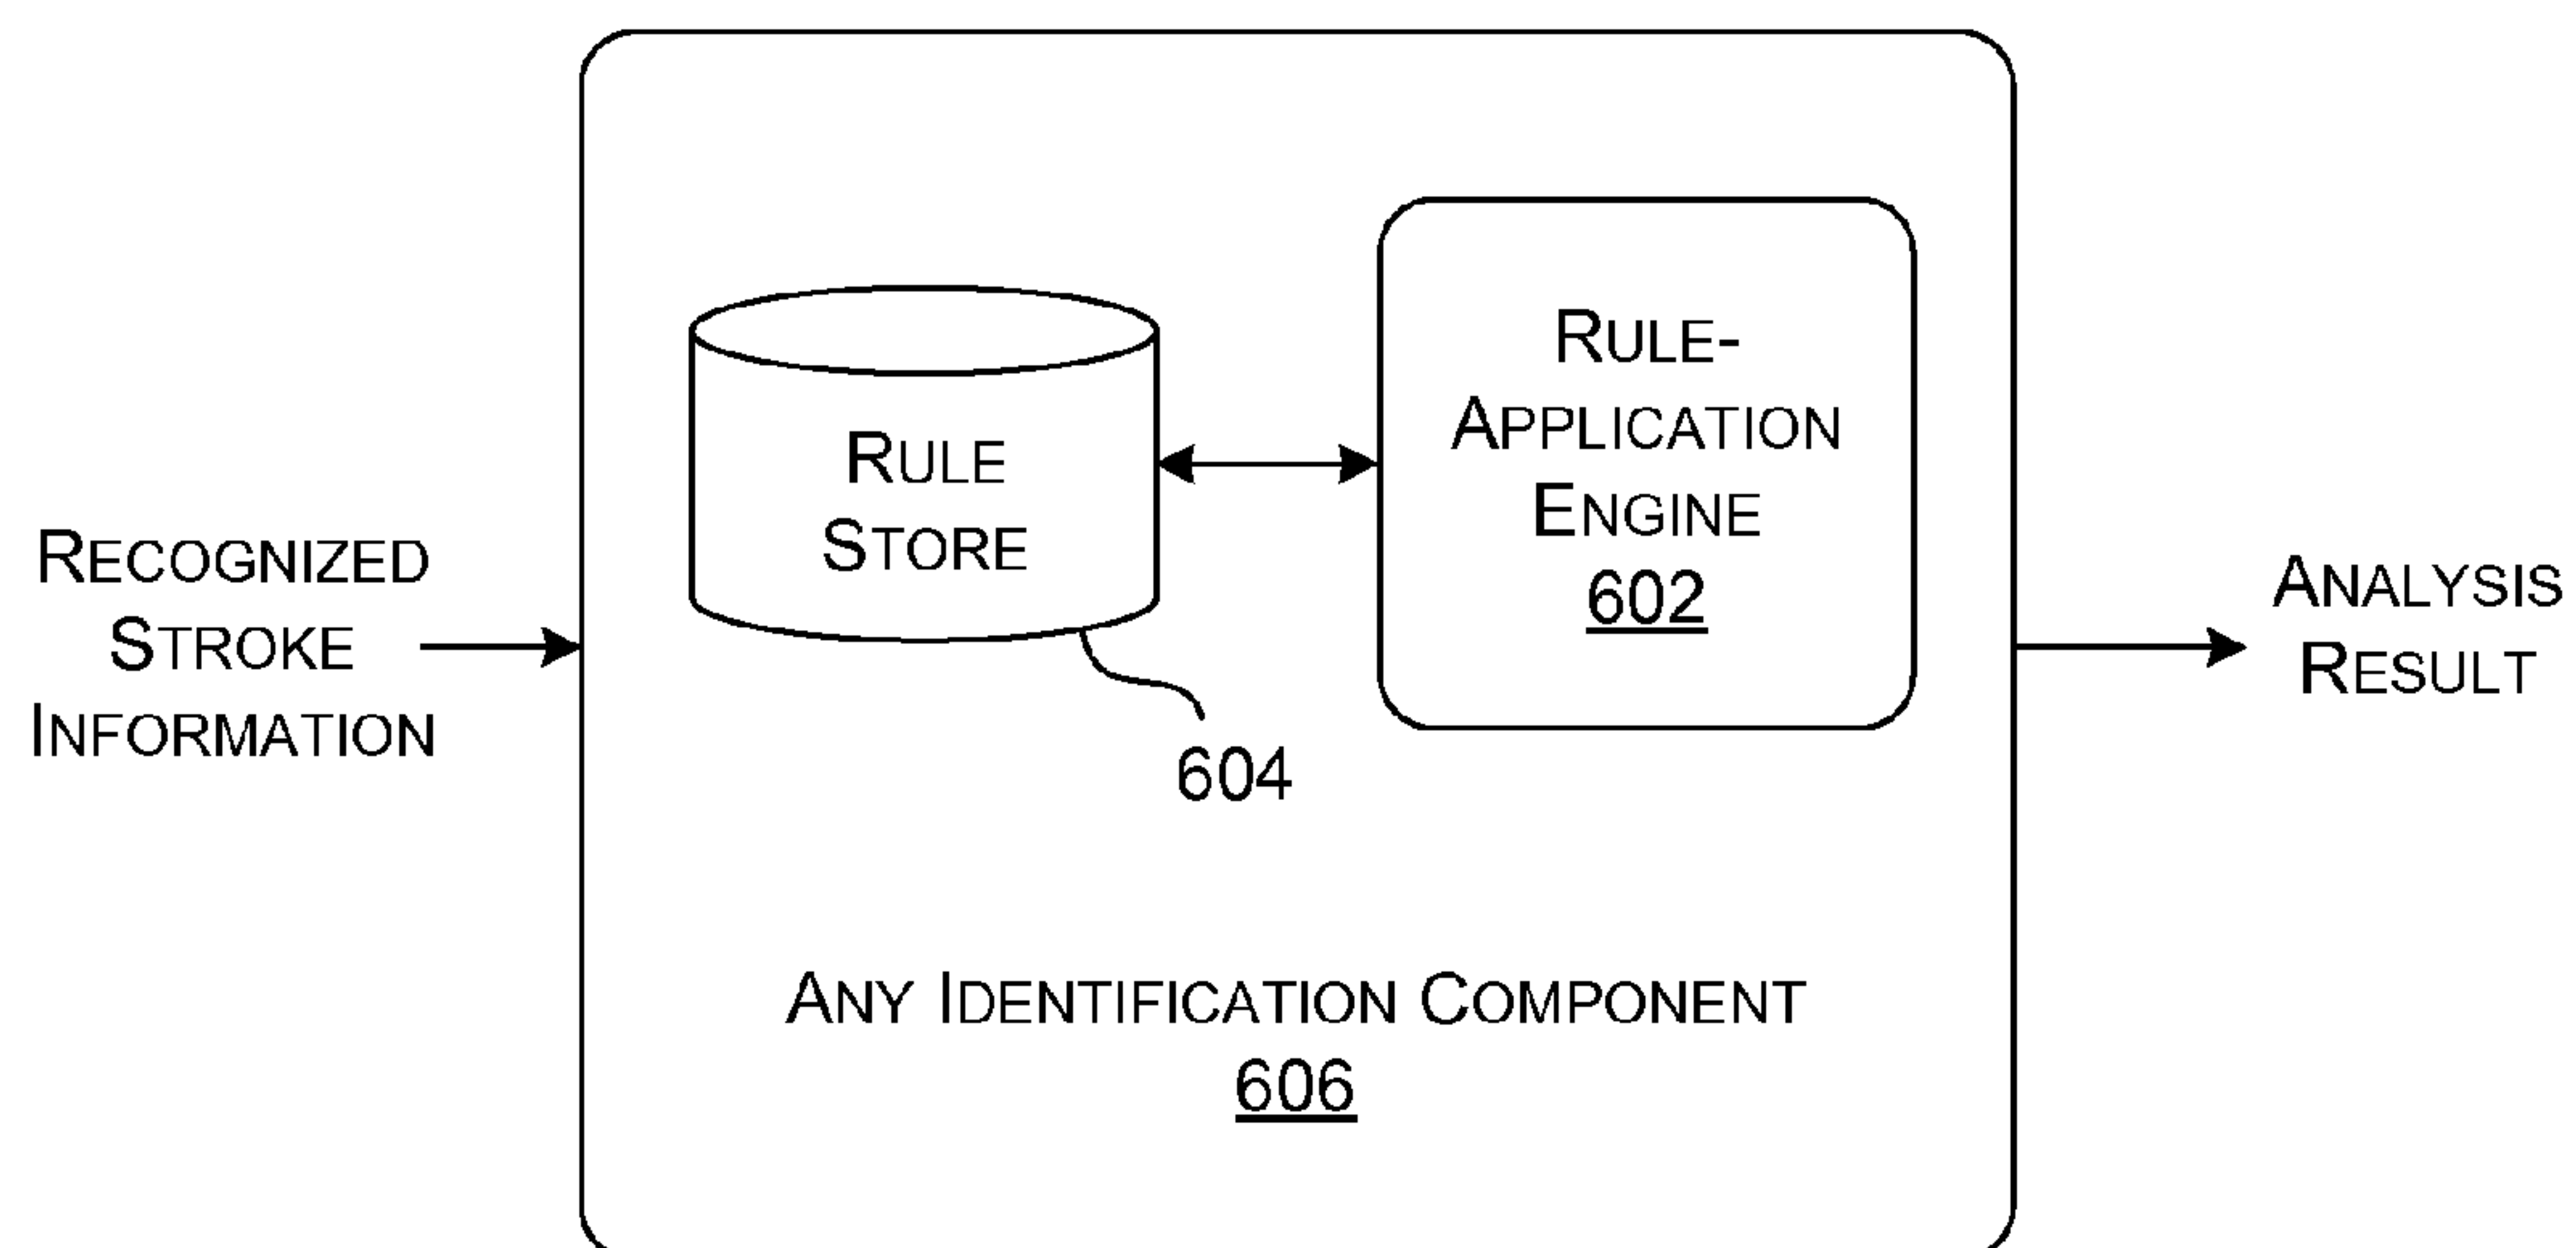 RECOGNIZED
STROKE
INFORMATION
RULE
STORE
604
RULE-
APPLICATION
ENGINE
602
ANY IDENTIFICATION COMPONENT
606
ANALYSIS
RESULT